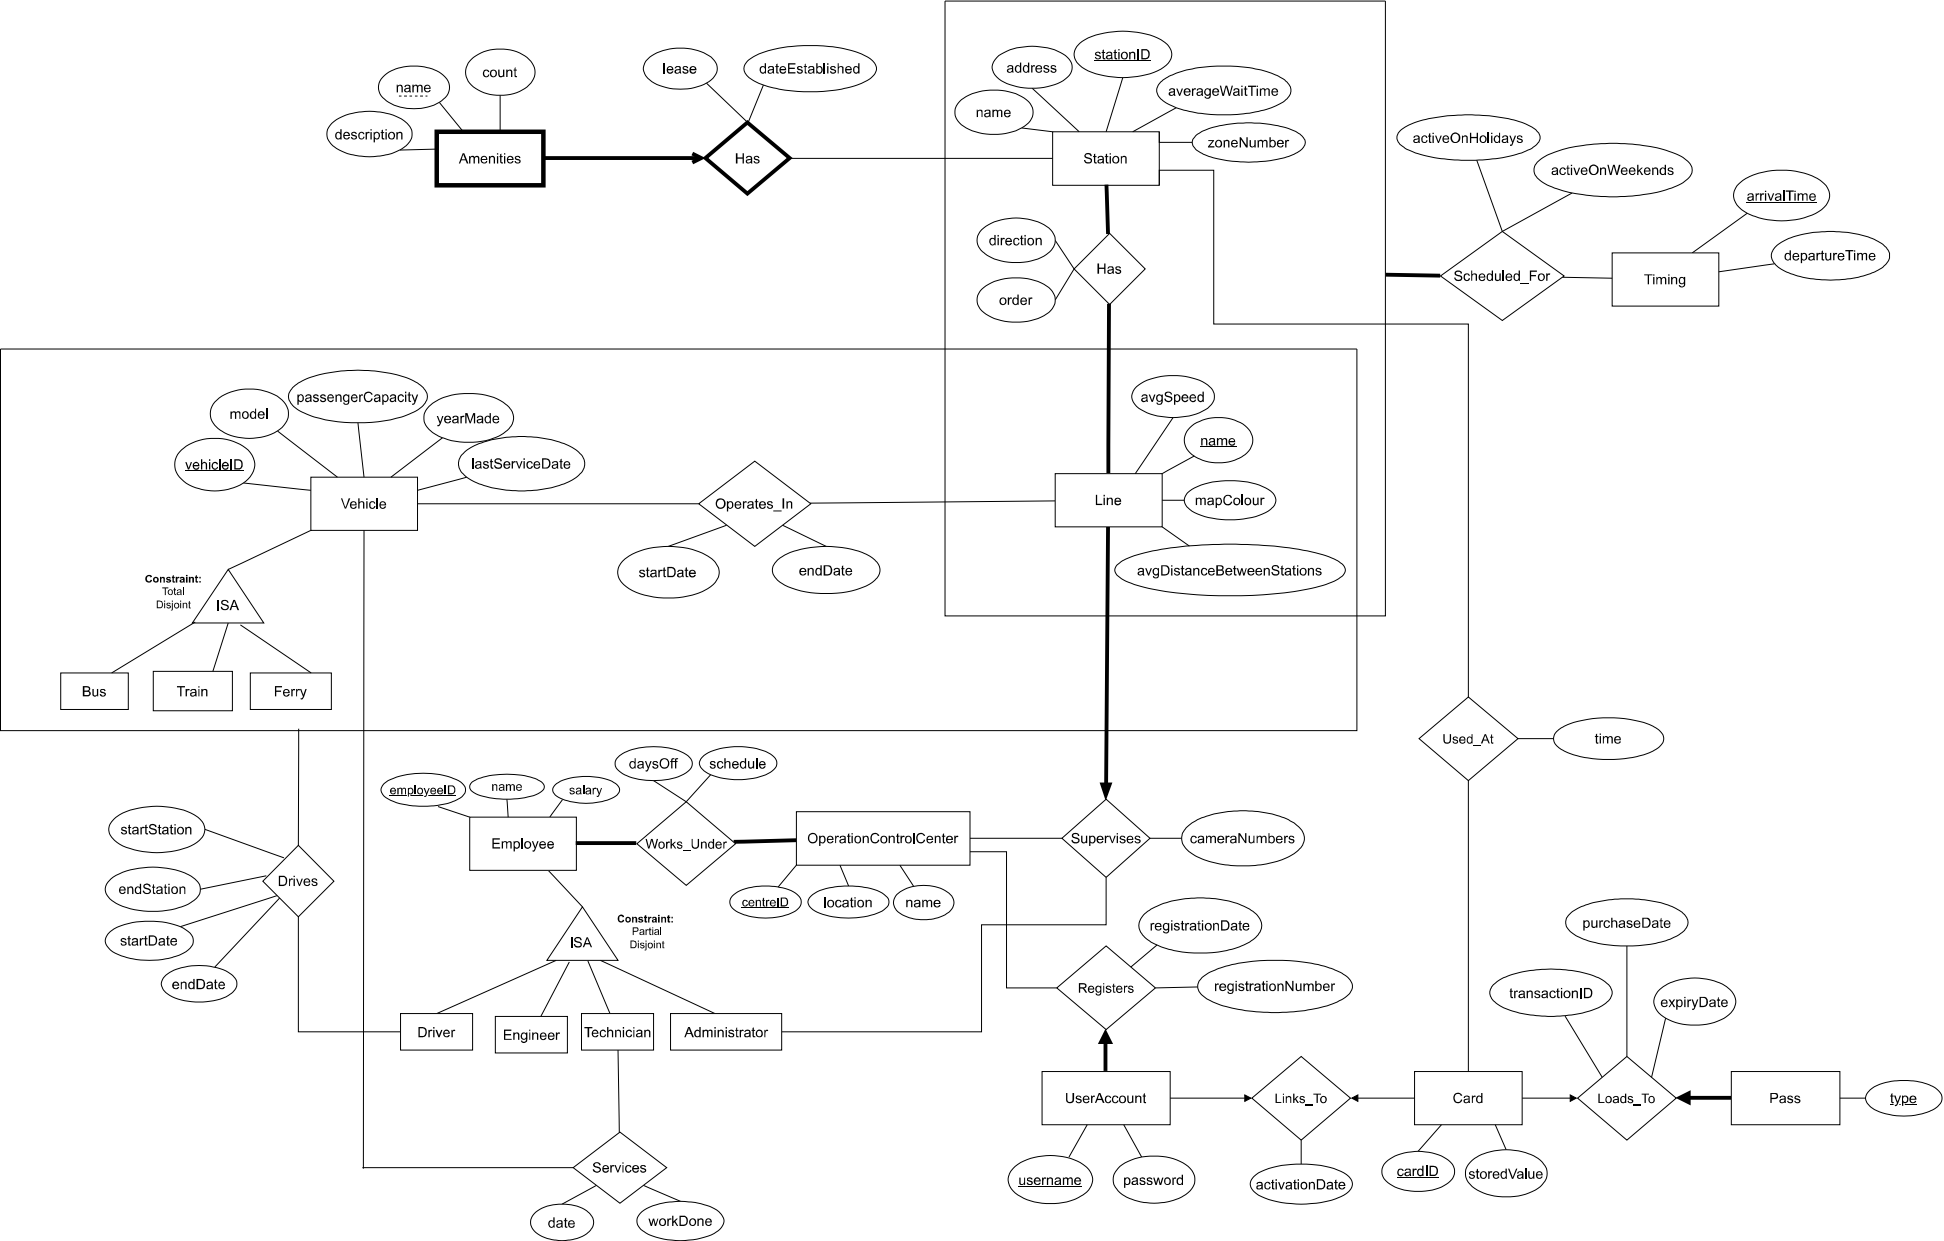 name
count
description
Amenities
lease
dateEstablished
Has
address
stationID
averageWaitTime
name
zoneNumber
Station
activeOnHolidays
activeOnWeekends
arrivalTime
departureTime
Scheduled_For
Timing
direction
Has
order
passengerCapacity
model
yearMade
vehicleID
lastServiceDate
Vehicle
Operates_In
startDate
endDate
avgSpeed
name
Line
mapColour
avgDistanceBetweenStations
Constraint:
Total
Disjoint
ISA
Bus
Train
Ferry
Used_At
time
startStation
endStation
Drives
startDate
endDate
employeeID
name
salary
daysOff
schedule
Employee
Works_Under
OperationControlCenter
Supervises
cameraNumbers
centreID
location
name
Constraint:
Partial
Disjoint
ISA
registrationDate
Registers
registrationNumber
Driver
Engineer
Technician
Administrator
purchaseDate
transactionID
expiryDate
UserAccount
Links_To
Card
Loads_To
Pass
type
username
password
activationDate
cardID
storedValue
Services
date
workDone